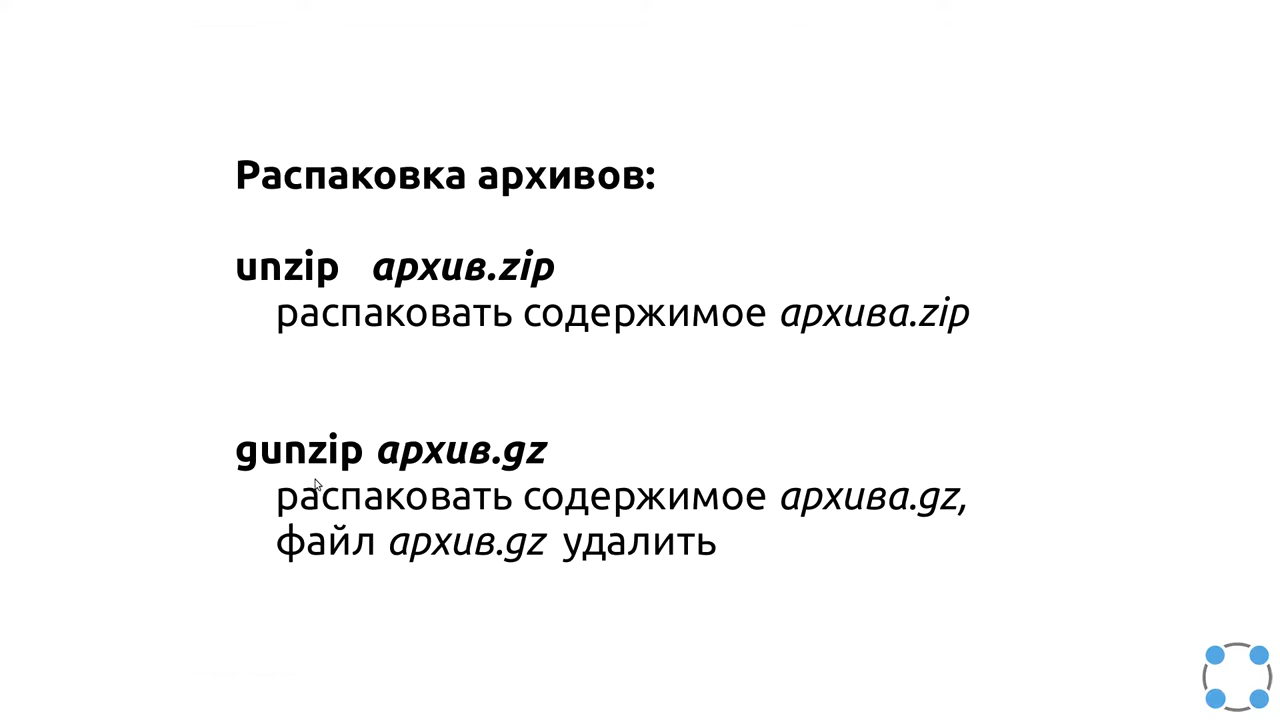 Распаковка архивов:
unzip архив.zip
распаковать содержимое архива.zip
gunzip архив.gz
распаковать содержимое архива.gz,
файл архив.gz удалить